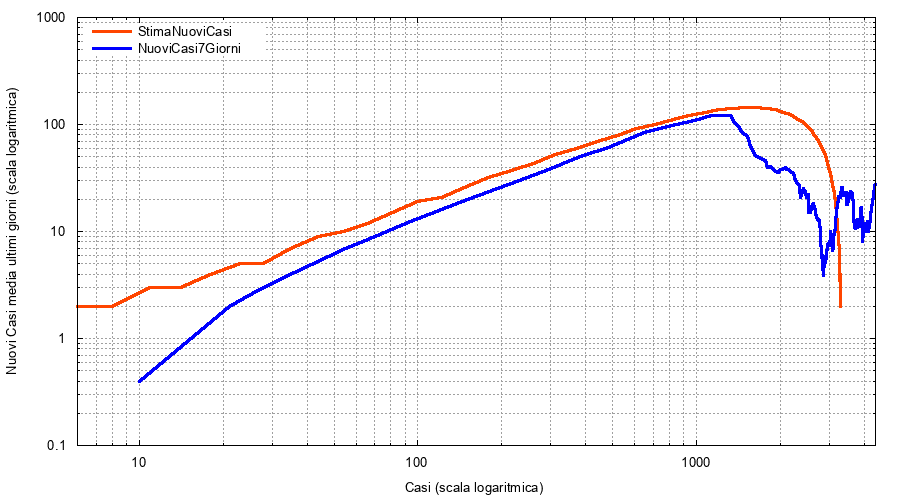 1000
StimaNuoviCasi
NuoviCasi7Giorni
100
10
1
0.1
Nuovi Casi media ultimi giorni (scala logaritmica)
10
100
1000
Casi (scala logaritmica)